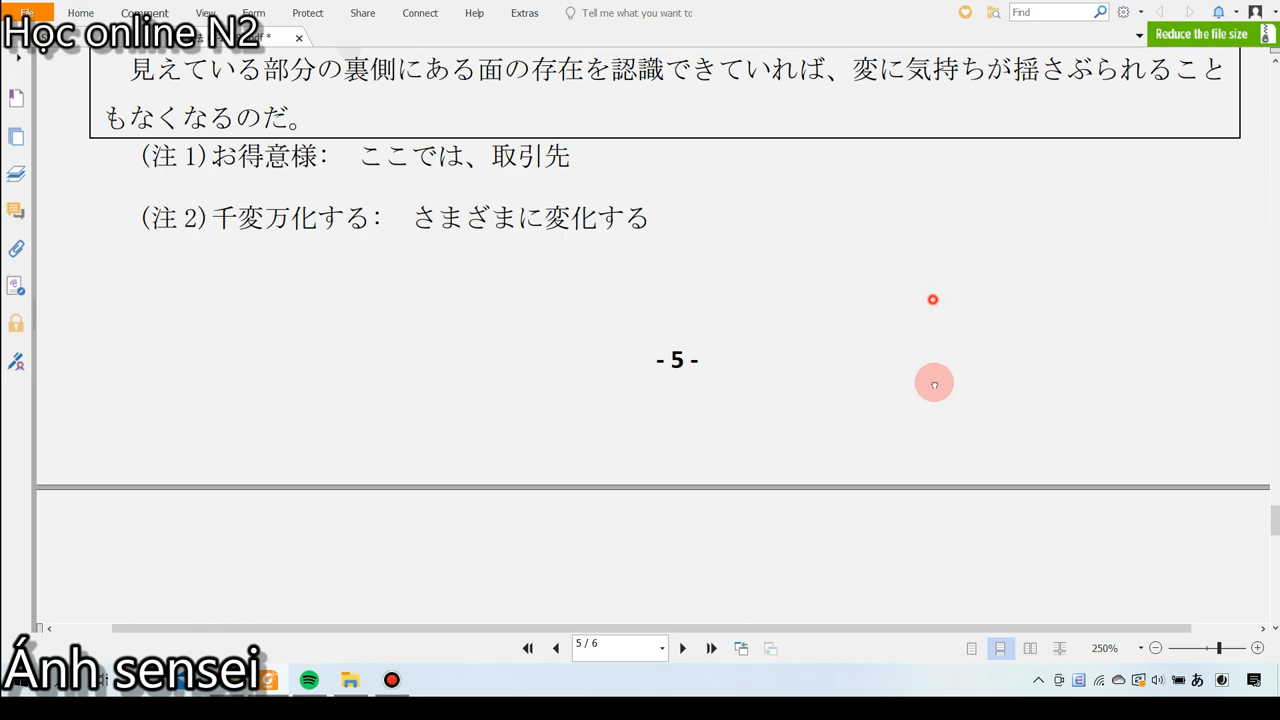 File Home Comment View Form Protect Share Connect Help Extras Tell me what you want tc Find
Học online N2
df *
Reduce the file size
見えている部分の裏側にある面の存在を認識できていれば、変に気持ちが揺さぶられること
もなくなるのだ。
(注 1)お得意様： ここでは、取引先
(注 2)千変万化する： さまざまに変化する
- 5 -
5 / 6
250%
Ánh sensei
あ